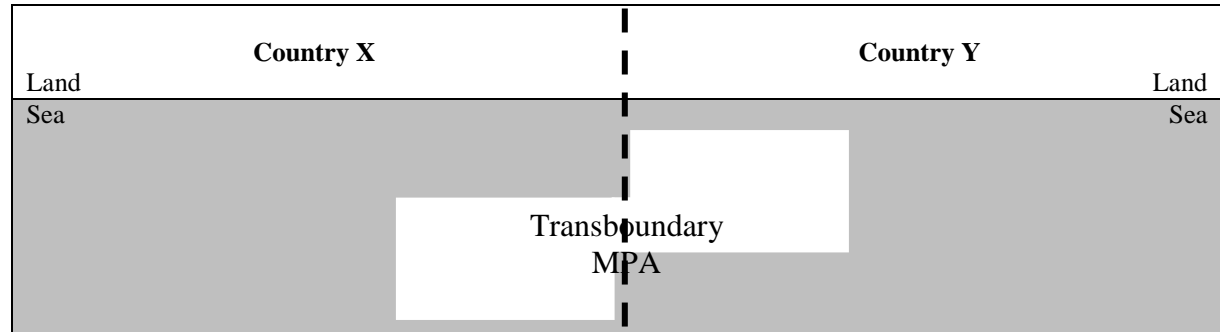 Country X
Country Y
Land
Land
Sea
Sea
Transboundary
MPA